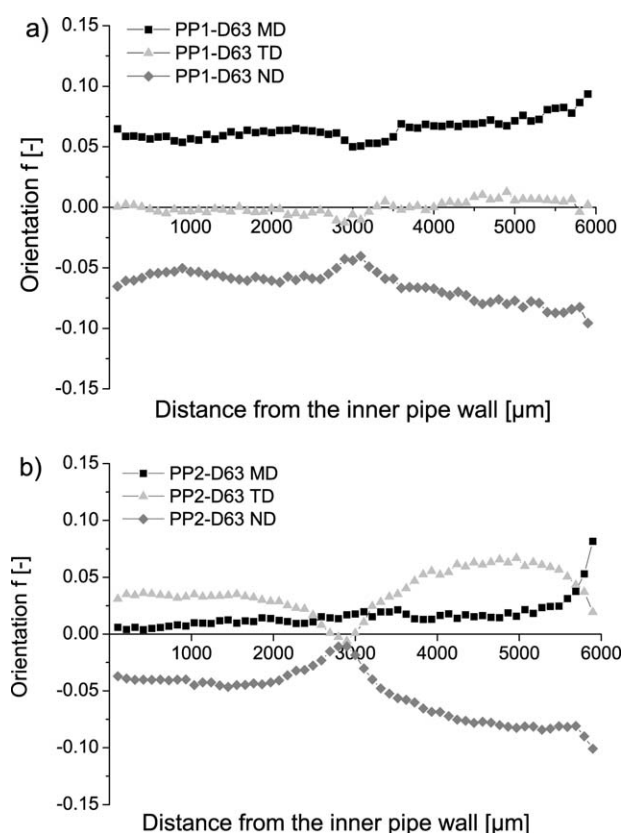 a)
PP1-D63 MD
PP1-D63 TD
PP1-D63 ND
Orientation f [-]
0.15
0.10
0.05
0.00
-0.05
-0.10
-0.15
1000 2000 3000 4000 5000 6000
Distance from the inner pipe wall [µm]
b)
PP2-D63 MD
PP2-D63 TD
PP2-D63 ND
Orientation f [-]
0.15
0.10
0.05
0.00
-0.05
-0.10
-0.15
1000 2000 3000 4000 5000 6000
Distance from the inner pipe wall [µm]